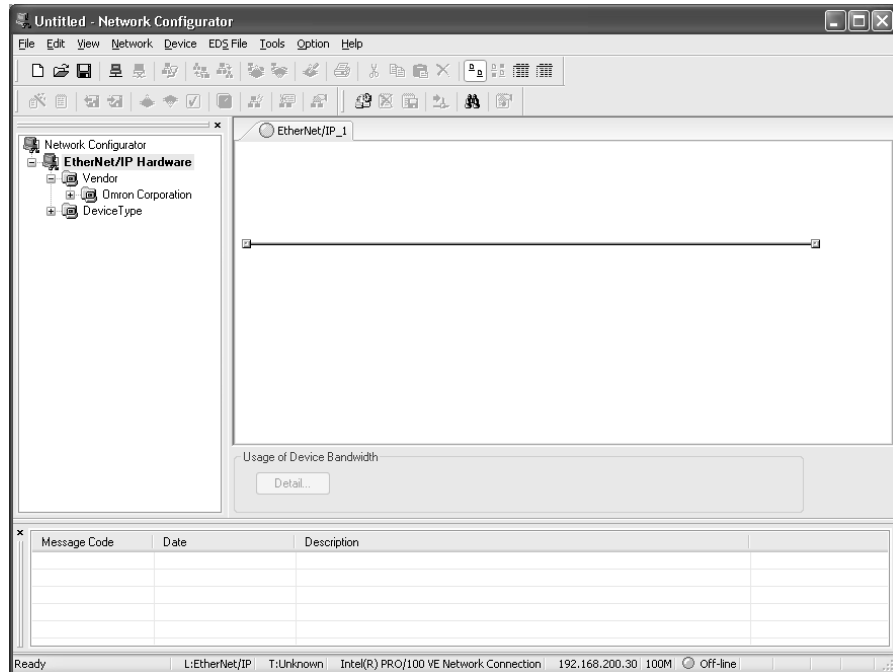 Untitled - Network Configurator
File Edit View Network Device EDS File Tools Option Help
Network Configurator
EtherNet/IP Hardware
Vendor
Omron Corporation
DeviceType
EtherNet/IP_1
Usage of Device Bandwidth
Detail...
Message Code Date Description
Ready L:EtherNet/IP T:Unknown Intel(R) PRO/100 VE Network Connection 192.168.200.30 100M Off-line